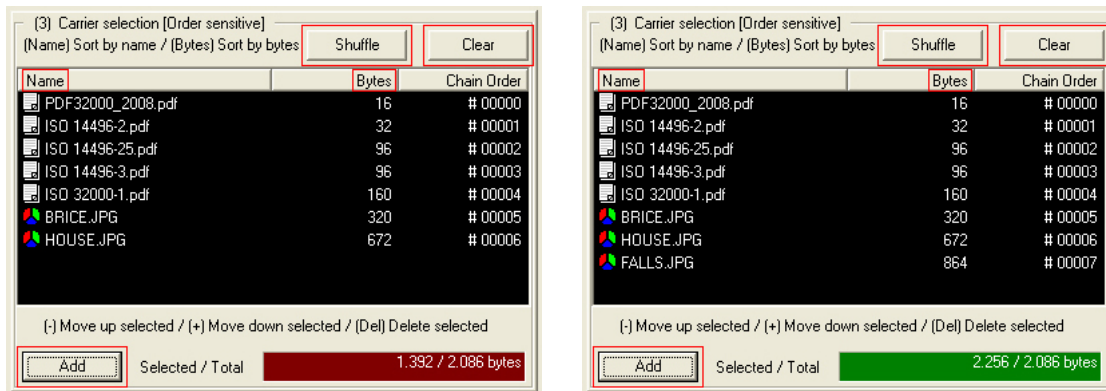 (3) Carrier selection [Order sensitive]
(Name) Sort by name / (Bytes) Sort by bytes Shuffle Clear
Name Bytes Chain Order
PDF32000_2008.pdf 16 # 00000
ISO 14496-2.pdf 32 # 00001
ISO 14496-25.pdf 96 # 00002
ISO 14496-3.pdf 96 # 00003
ISO 32000-1.pdf 160 # 00004
BRICE.JPG 320 # 00005
HOUSE.JPG 672 # 00006
(-) Move up selected / (+) Move down selected / (Del) Delete selected
Add Selected / Total 1.392 / 2.086 bytes
(3) Carrier selection [Order sensitive]
(Name) Sort by name / (Bytes) Sort by bytes Shuffle Clear
Name Bytes Chain Order
PDF32000_2008.pdf 16 # 00000
ISO 14496-2.pdf 32 # 00001
ISO 14496-25.pdf 96 # 00002
ISO 14496-3.pdf 96 # 00003
ISO 32000-1.pdf 160 # 00004
BRICE.JPG 320 # 00005
HOUSE.JPG 672 # 00006
FALLS.JPG 864 # 00007
(-) Move up selected / (+) Move down selected / (Del) Delete selected
Add Selected / Total 2.256 / 2.086 bytes